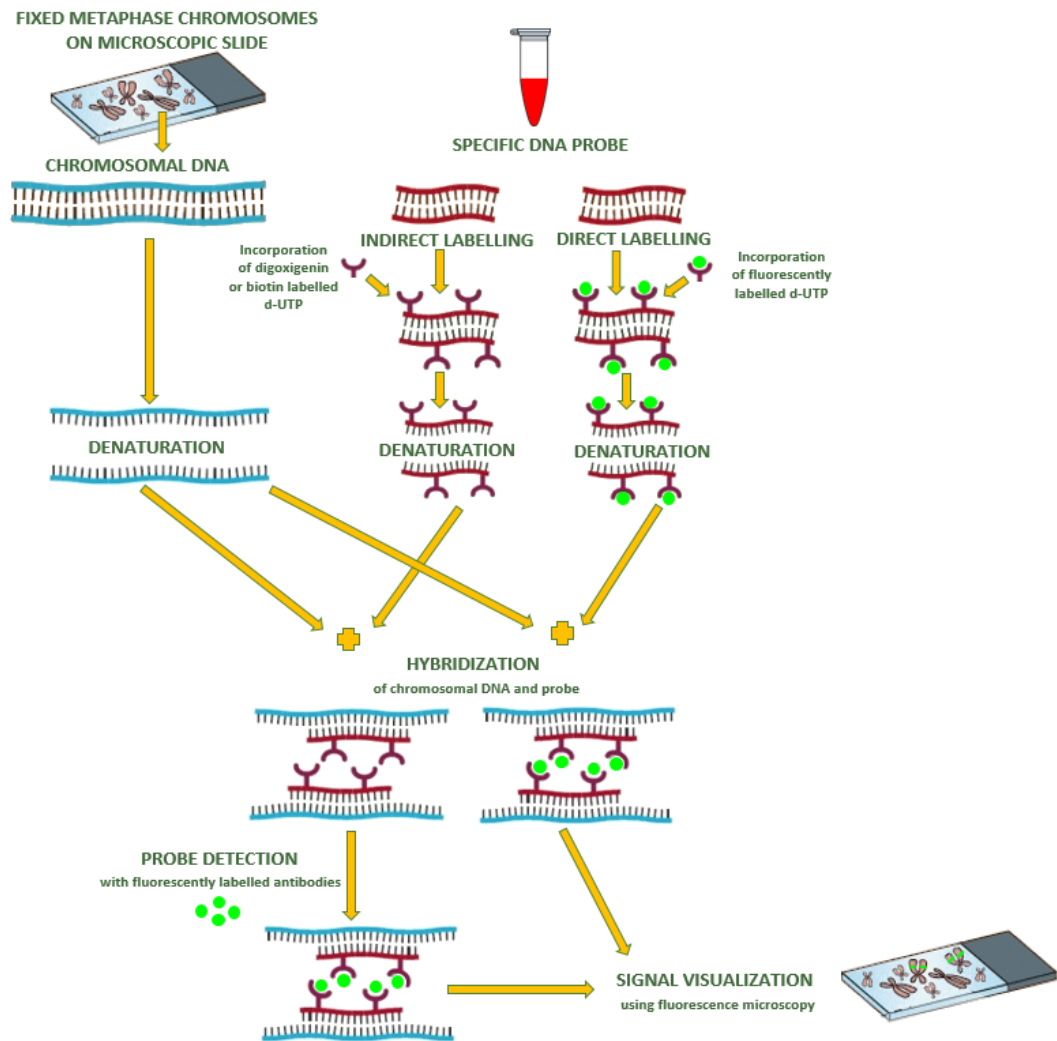 FIXED METAPHASE CHROMOSOMES
ON MICROSCOPIC SLIDE
SPECIFIC DNA PROBE
CHROMOSOMAL DNA
INDIRECT LABELLING
DIRECT LABELLING
Incorporation
of digoxigenin
or biotin labelled
d-UTP
Incorporation
of fluorescently
labelled d-UTP
DENATURATION
DENATURATION
DENATURATION
HYBRIDIZATION
of chromosomal DNA and probe
PROBE DETECTION
with fluorescently labelled antibodies
SIGNAL VISUALIZATION
using fluorescence microscopy